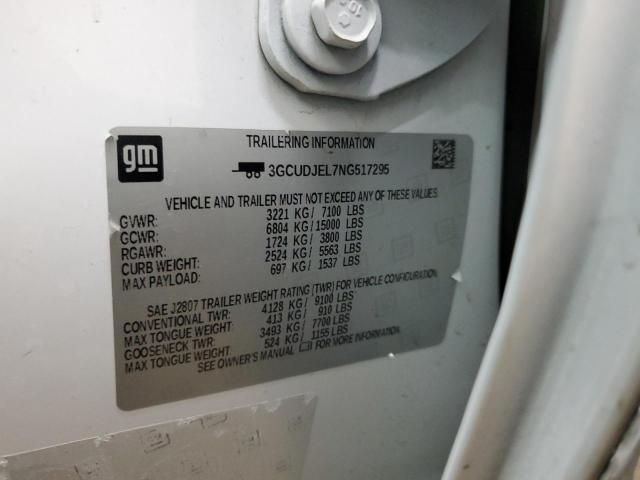 gm
TRAILERING INFORMATION
3GCUDJEL7NG517295
VEHICLE AND TRAILER MUST NOT EXCEED ANY OF THESE VALUES
GVWR: 3221 KG/ 7100 LBS
GCWR: 6804 KG/15000 LBS
RGAWR: 1724 KG/ 3800 LBS
CURB WEIGHT: 2524 KG/ 5563 LBS
MAX PAYLOAD: 697 KG/ 1537 LBS
SAE J2807 TRAILER WEIGHT RATING (TWR) FOR VEHICLE CONFIGURATION
CONVENTIONAL TWR: 4128 KG/ 9100 LBS
MAX TONGUE WEIGHT: 413 KG/ 910 LBS
GOOSENECK TWR: 3493 KG/ 7700 LBS
MAX TONGUE WEIGHT: 524 KG/ 1155 LBS
SEE OWNER'S MANUAL FOR MORE INFORMATION